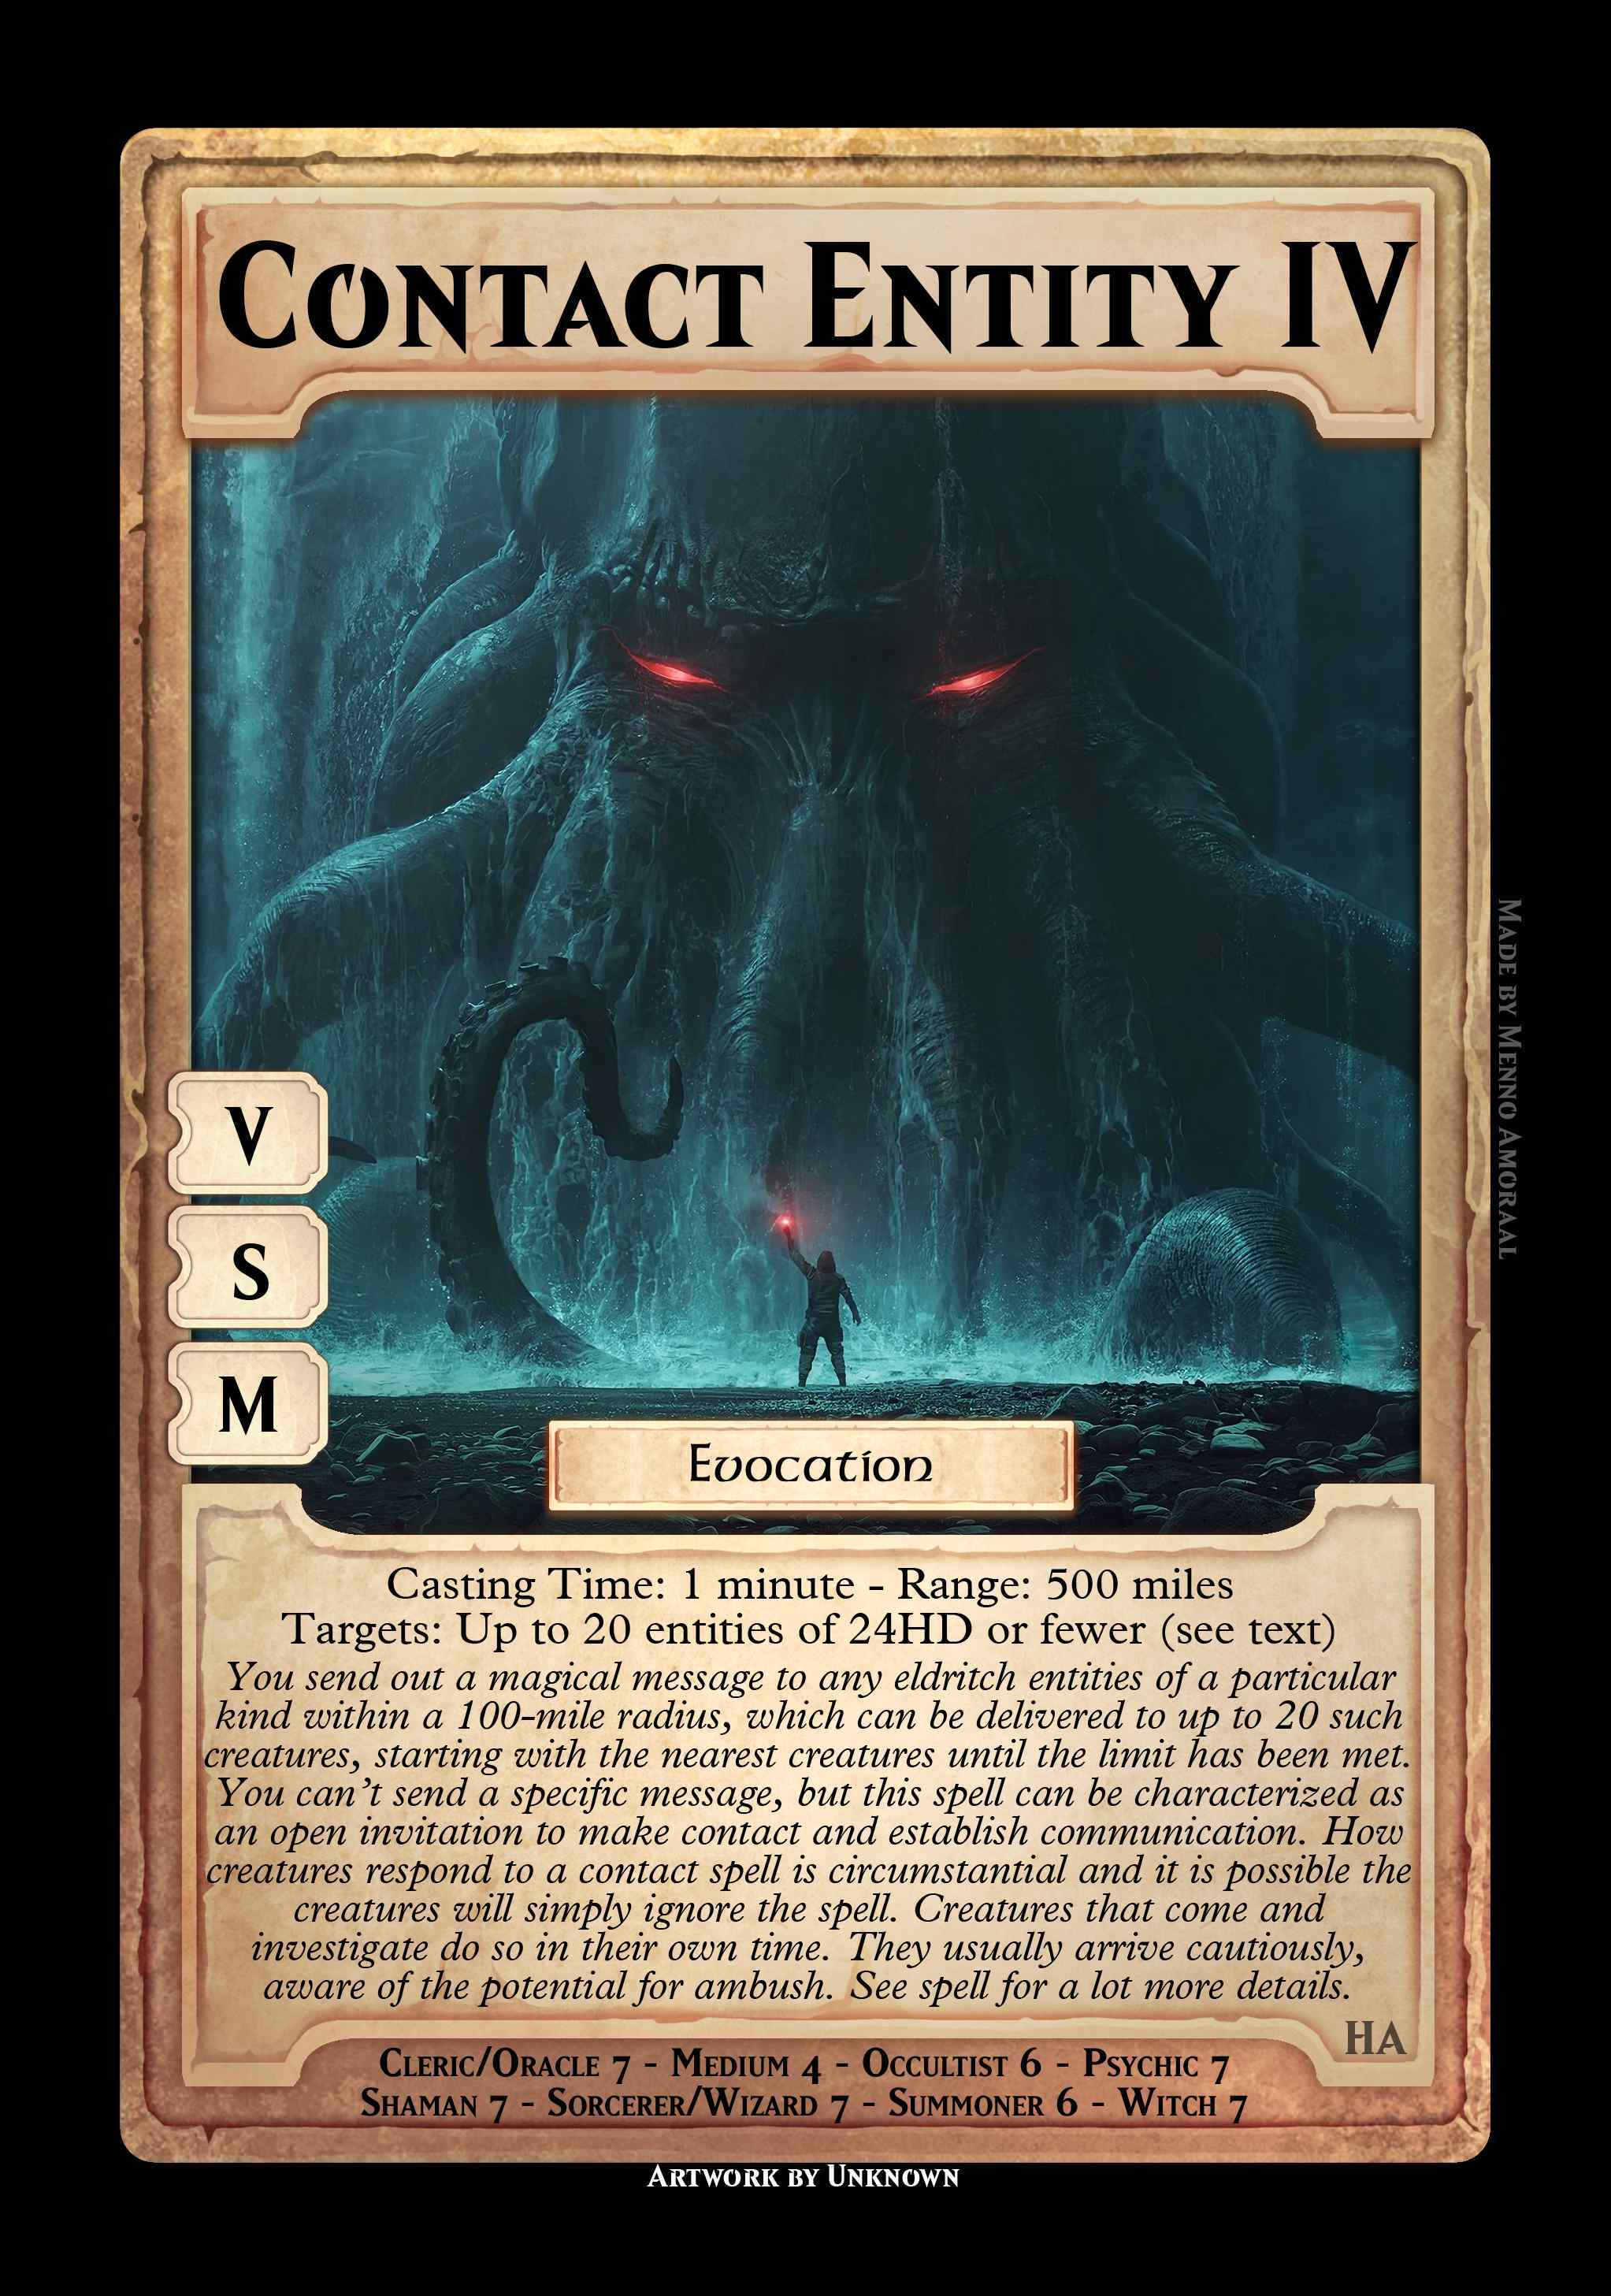 Contact Entity IV
V
S
M
Evocation
Casting Time: 1 minute - Range: 500 miles
Targets: Up to 20 entities of 24HD or fewer (see text)
You send out a magical message to any eldritch entities of a particular
kind within a 100-mile radius, which can be delivered to up to 20 such
creatures, starting with the nearest creatures until the limit has been met.
You can't send a specific message, but this spell can be characterized as
an open invitation to make contact and establish communication. How
creatures respond to a contact spell is circumstantial and it is possible the
creatures will simply ignore the spell. Creatures that come and
investigate do so in their own time. They usually arrive cautiously,
aware of the potential for ambush. See spell for a lot more details.
HA
Cleric/Oracle 7 - Medium 4 - Occultist 6 - Psychic 7
Shaman 7 - Sorcerer/Wizard 7 - Summoner 6 - Witch 7
Artwork by Unknown
Made by Menno Amoraal